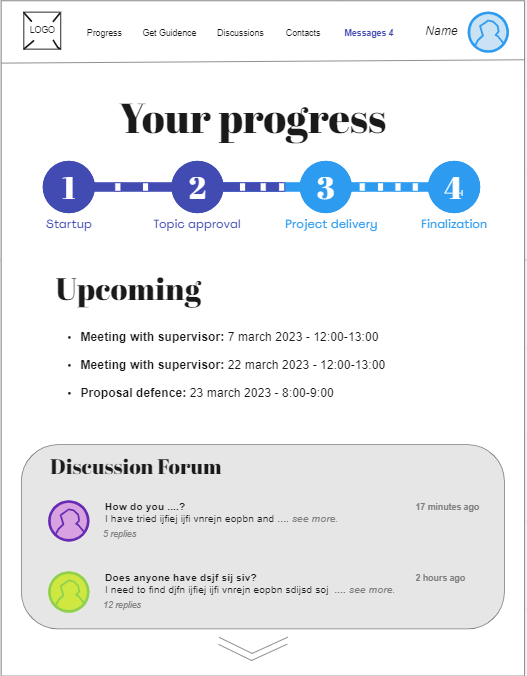 LOGO
Progress Get Guidence Discussions Contacts Messages 4 Name
Your progress
1 2 3 4
Startup Topic approval Project delivery Finalization
Upcoming
• Meeting with supervisor: 7 march 2023 - 12:00-13:00
• Meeting with supervisor: 22 march 2023 - 12:00-13:00
• Proposal defence: 23 march 2023 - 8:00-9:00
Discussion Forum
How do you ....? 17 minutes ago
I have tried ijfiej ijfi vnrejn eopbn and .... see more.
5 replies
Does anyone have dsjf sij siv? 2 hours ago
I need to find djfn ijfiej ijfi vnrejn eopbn sdijsd soj .... see more.
12 replies